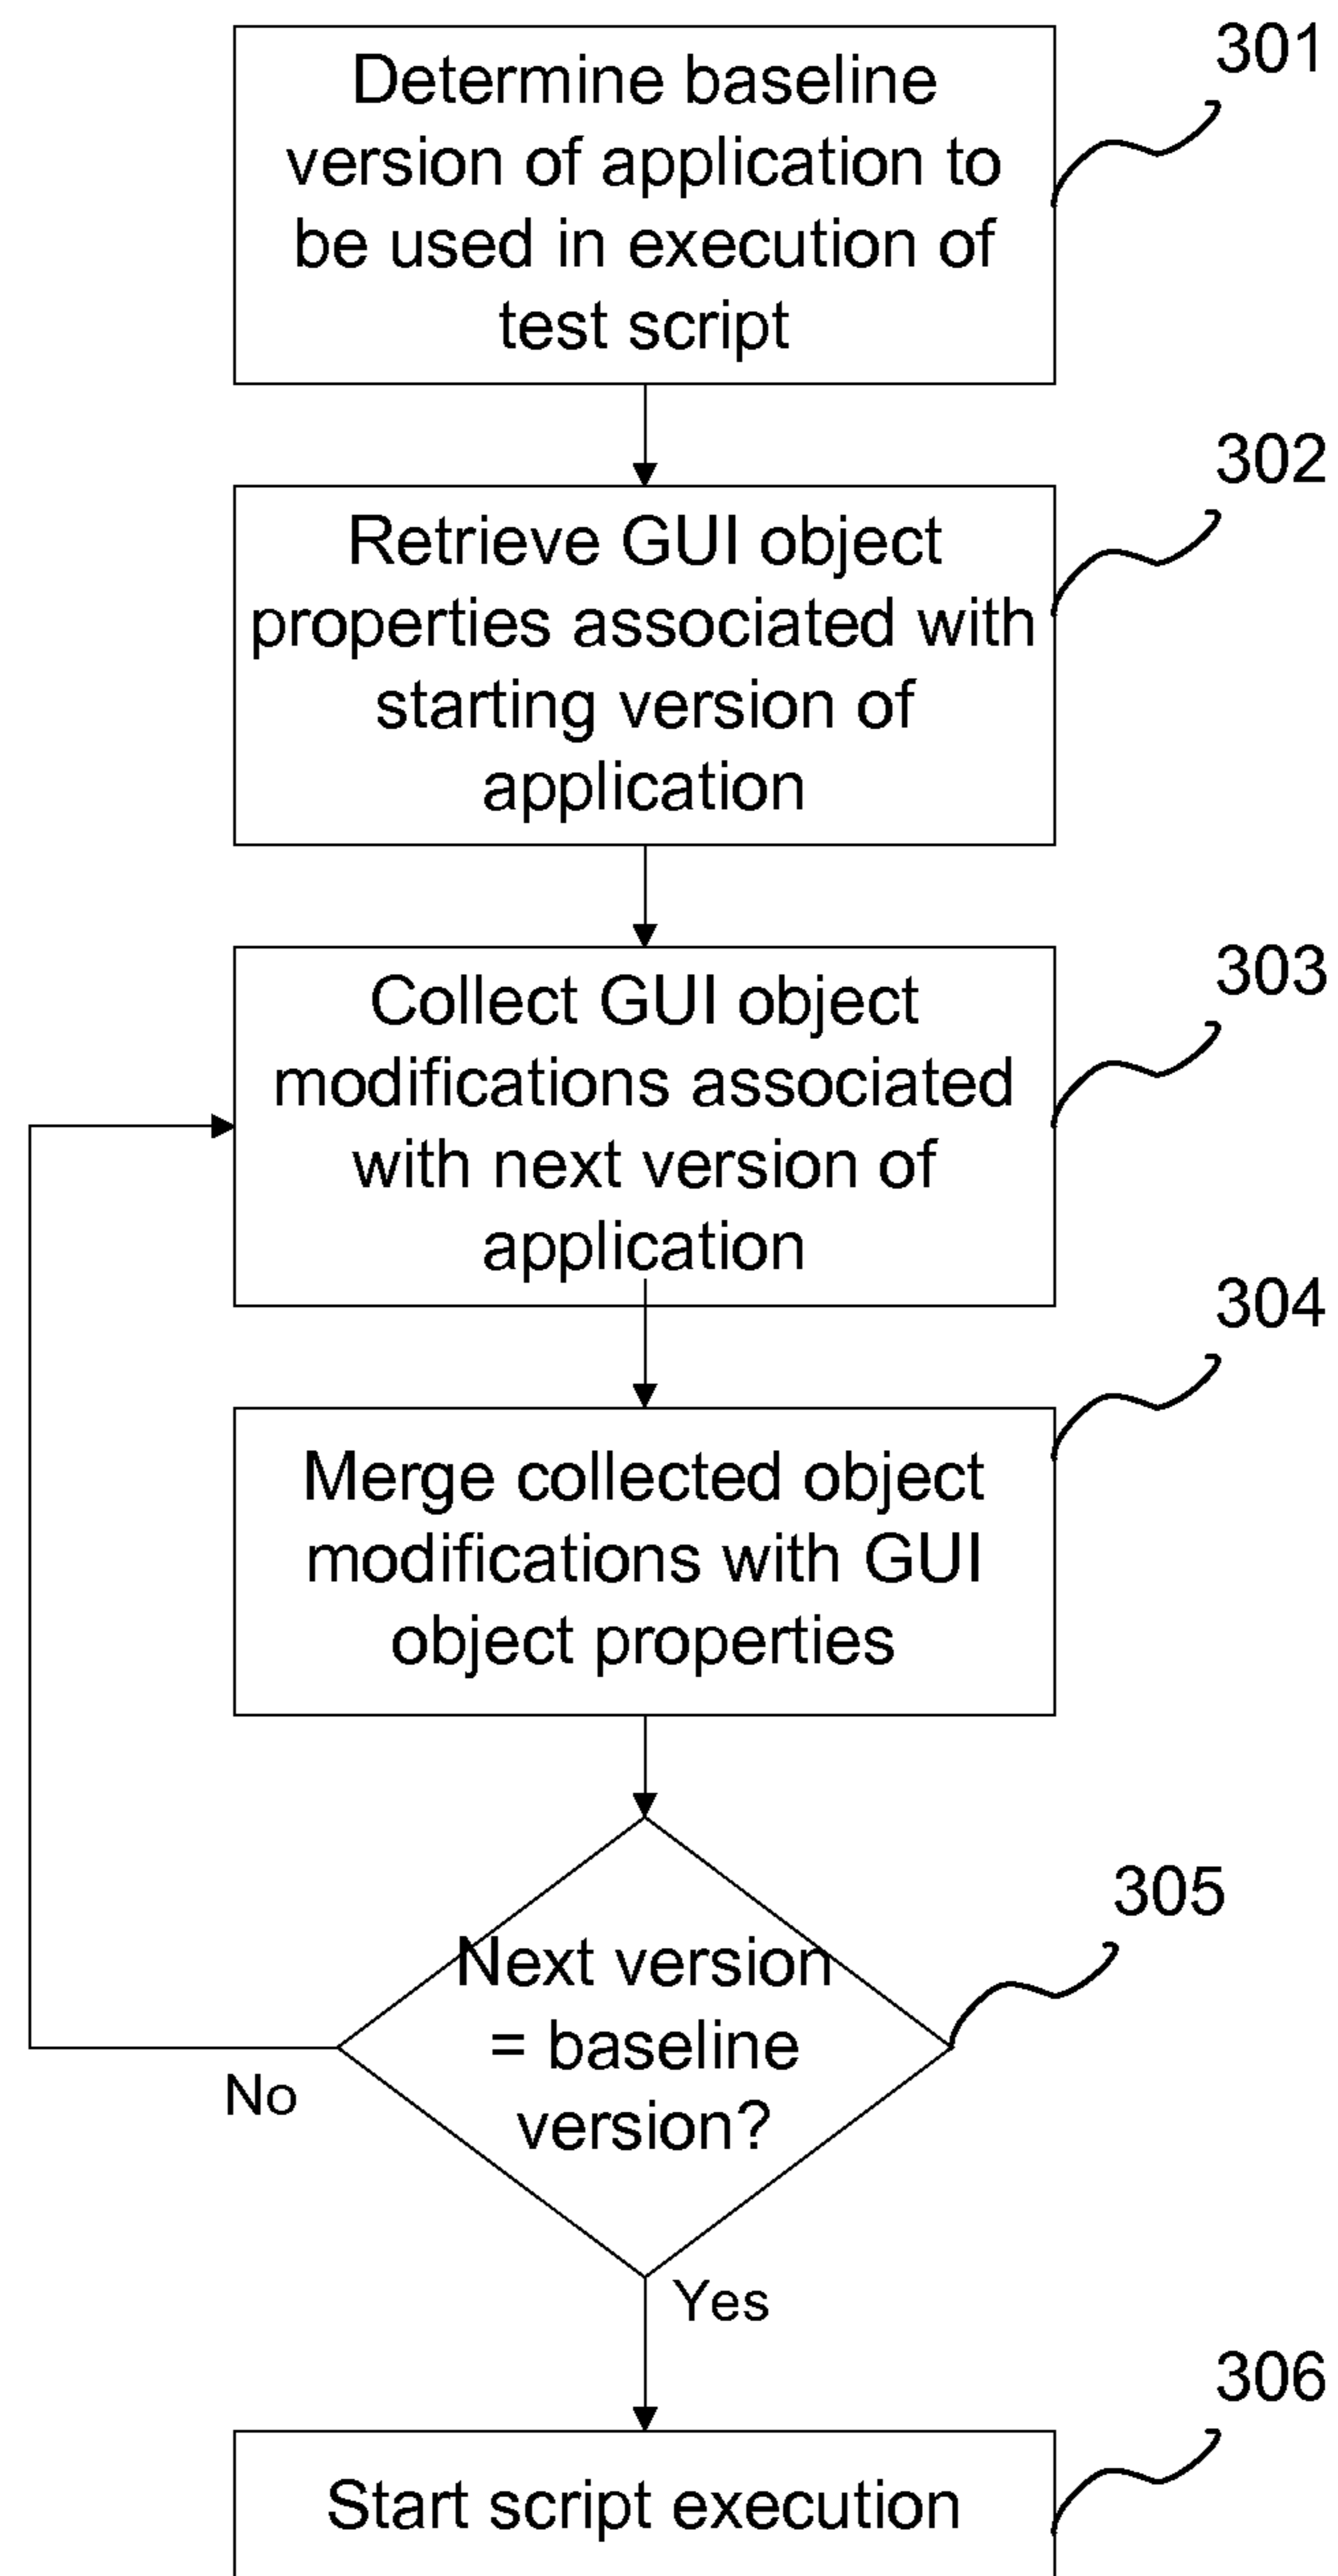 301
Determine baseline
version of application to
be used in execution of
test script
302
Retrieve GUI object
properties associated with
starting version of
application
303
Collect GUI object
modifications associated
with next version of
application
304
Merge collected object
modifications with GUI
object properties
305
Next version
= baseline
version?
No
Yes
306
Start script execution